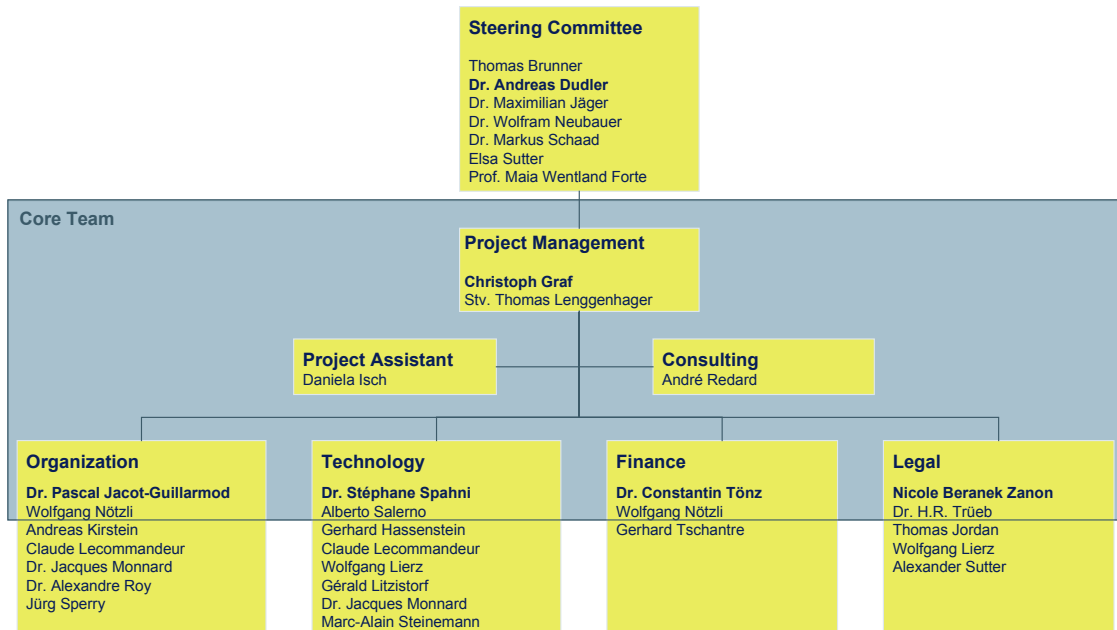 Steering Committee
Thomas Brunner
Dr. Andreas Dudler
Dr. Maximilian Jäger
Dr. Wolfram Neubauer
Dr. Markus Schaad
Elsa Sutter
Prof. Maia Wentland Forte
Core Team
Project Management
Christoph Graf
Stv. Thomas Lenggenhager
Project Assistant
Daniela Isch
Consulting
André Redard
Organization
Dr. Pascal Jacot-Guillarmod
Wolfgang Nötzli
Andreas Kirstein
Claude Lecommandeur
Dr. Jacques Monnard
Dr. Alexandre Roy
Jürg Sperry
Technology
Dr. Stéphane Spahni
Alberto Salerno
Gerhard Hassenstein
Claude Lecommandeur
Wolfgang Lierz
Gérald Litzistorf
Dr. Jacques Monnard
Marc-Alain Steinemann
Finance
Dr. Constantin Tönz
Wolfgang Nötzli
Gerhard Tschantre
Legal
Nicole Beranek Zanon
Dr. H.R. Trüeb
Thomas Jordan
Wolfgang Lierz
Alexander Sutter